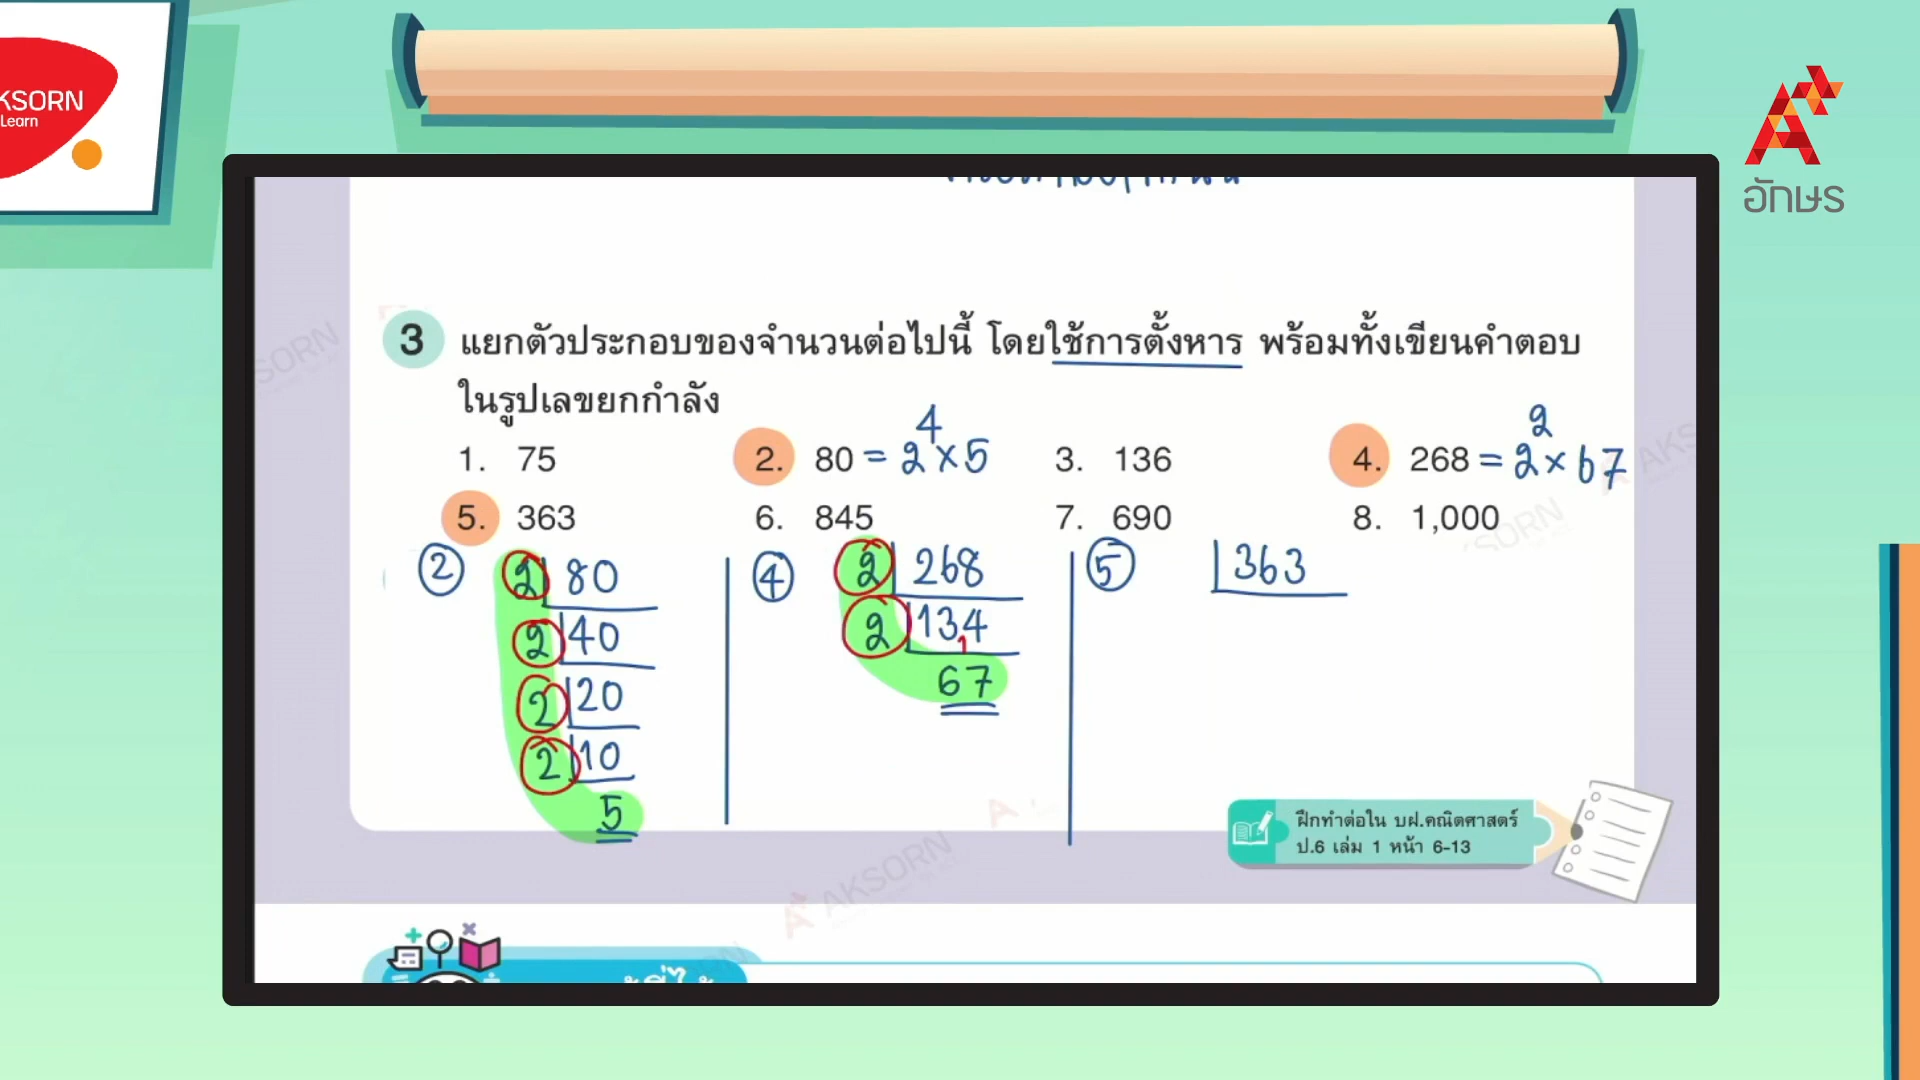 AKSORN
Learn
อักษร
3 แยกตัวประกอบของจำนวนต่อไปนี้ โดยใช้การตั้งหาร พร้อมทั้งเขียนคำตอบ
ในรูปเลขยกกำลัง
1. 75 2. 80 = 2⁴ × 5 3. 136 4. 268 = 2² × 67
5. 363 6. 845 7. 690 8. 1,000
② 2 80
2 40
2 20
2 10
5
④ 2 268
2 134
1
67
⑤ 363
ฝึกทำต่อใน บฝ.คณิตศาสตร์
ป.6 เล่ม 1 หน้า 6-13
AKSORN